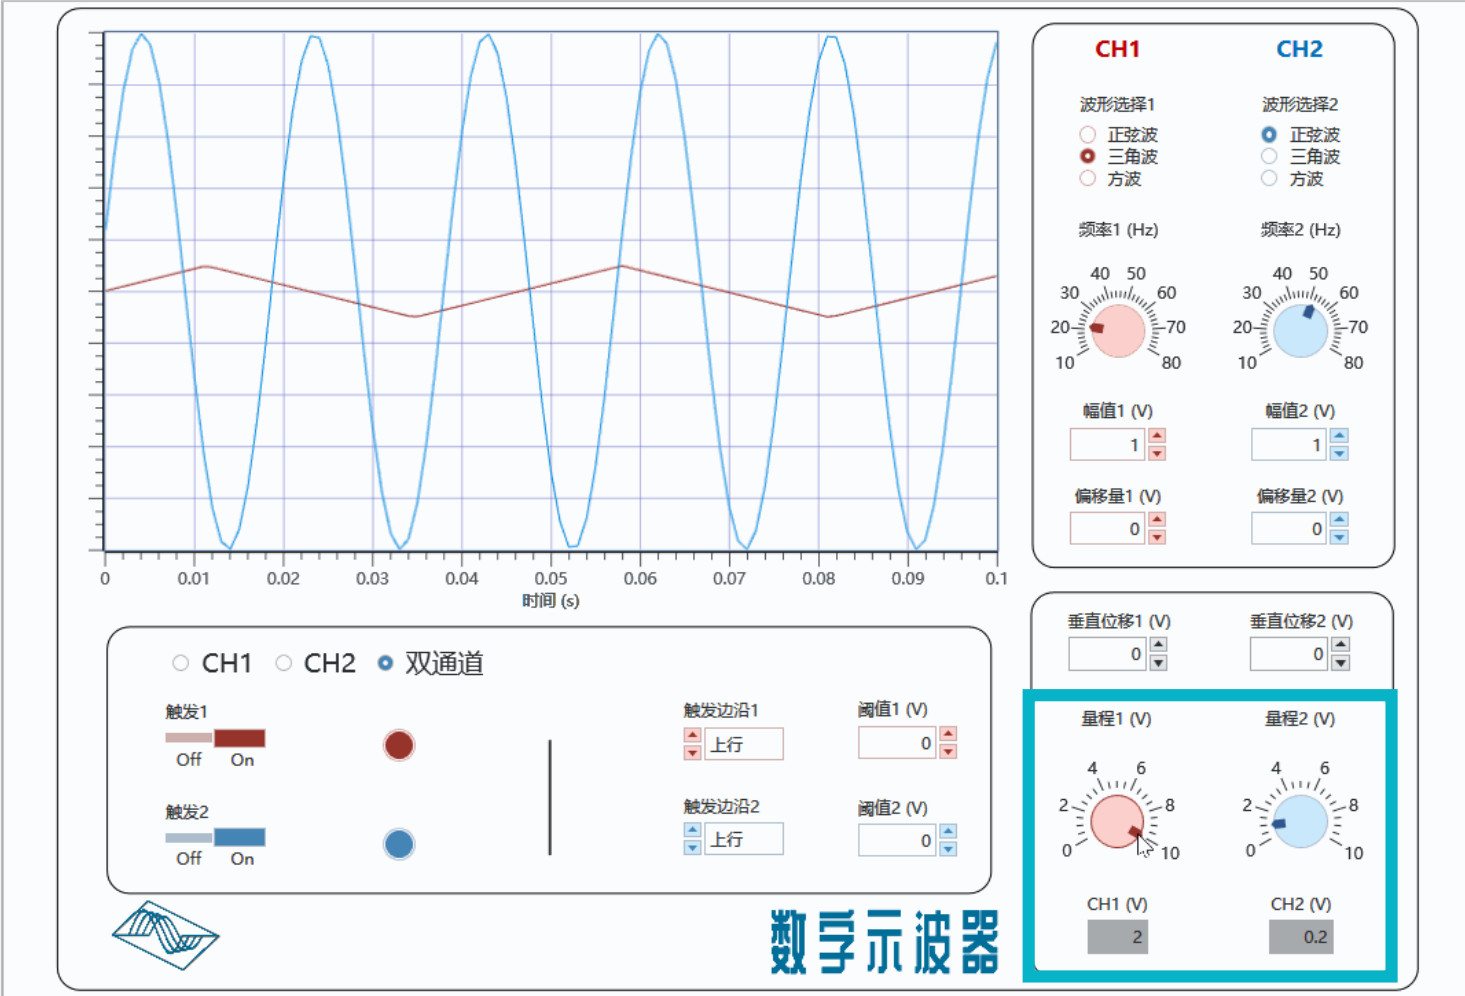 CH1 CH2
波形选择1 波形选择2
正弦波 正弦波
三角波 三角波
方波 方波
频率1 (Hz) 频率2 (Hz)
40 50 40 50
30 60 30 60
20 70 20 70
10 80 10 80
幅值1 (V) 幅值2 (V)
1 1
偏移量1 (V) 偏移量2 (V)
0 0
0 0.01 0.02 0.03 0.04 0.05 0.06 0.07 0.08 0.09 0.1
时间 (s)
垂直位移1 (V) 垂直位移2 (V)
0 0
CH1 CH2 双通道
触发1 触发边沿1 阈值1 (V)
上行 0
Off On
触发2 触发边沿2 阈值2 (V)
上行 0
Off On
量程1 (V) 量程2 (V)
4 6 4 6
2 8 2 8
0 10 0 10
CH1 (V) CH2 (V)
2 0.2
数字示波器